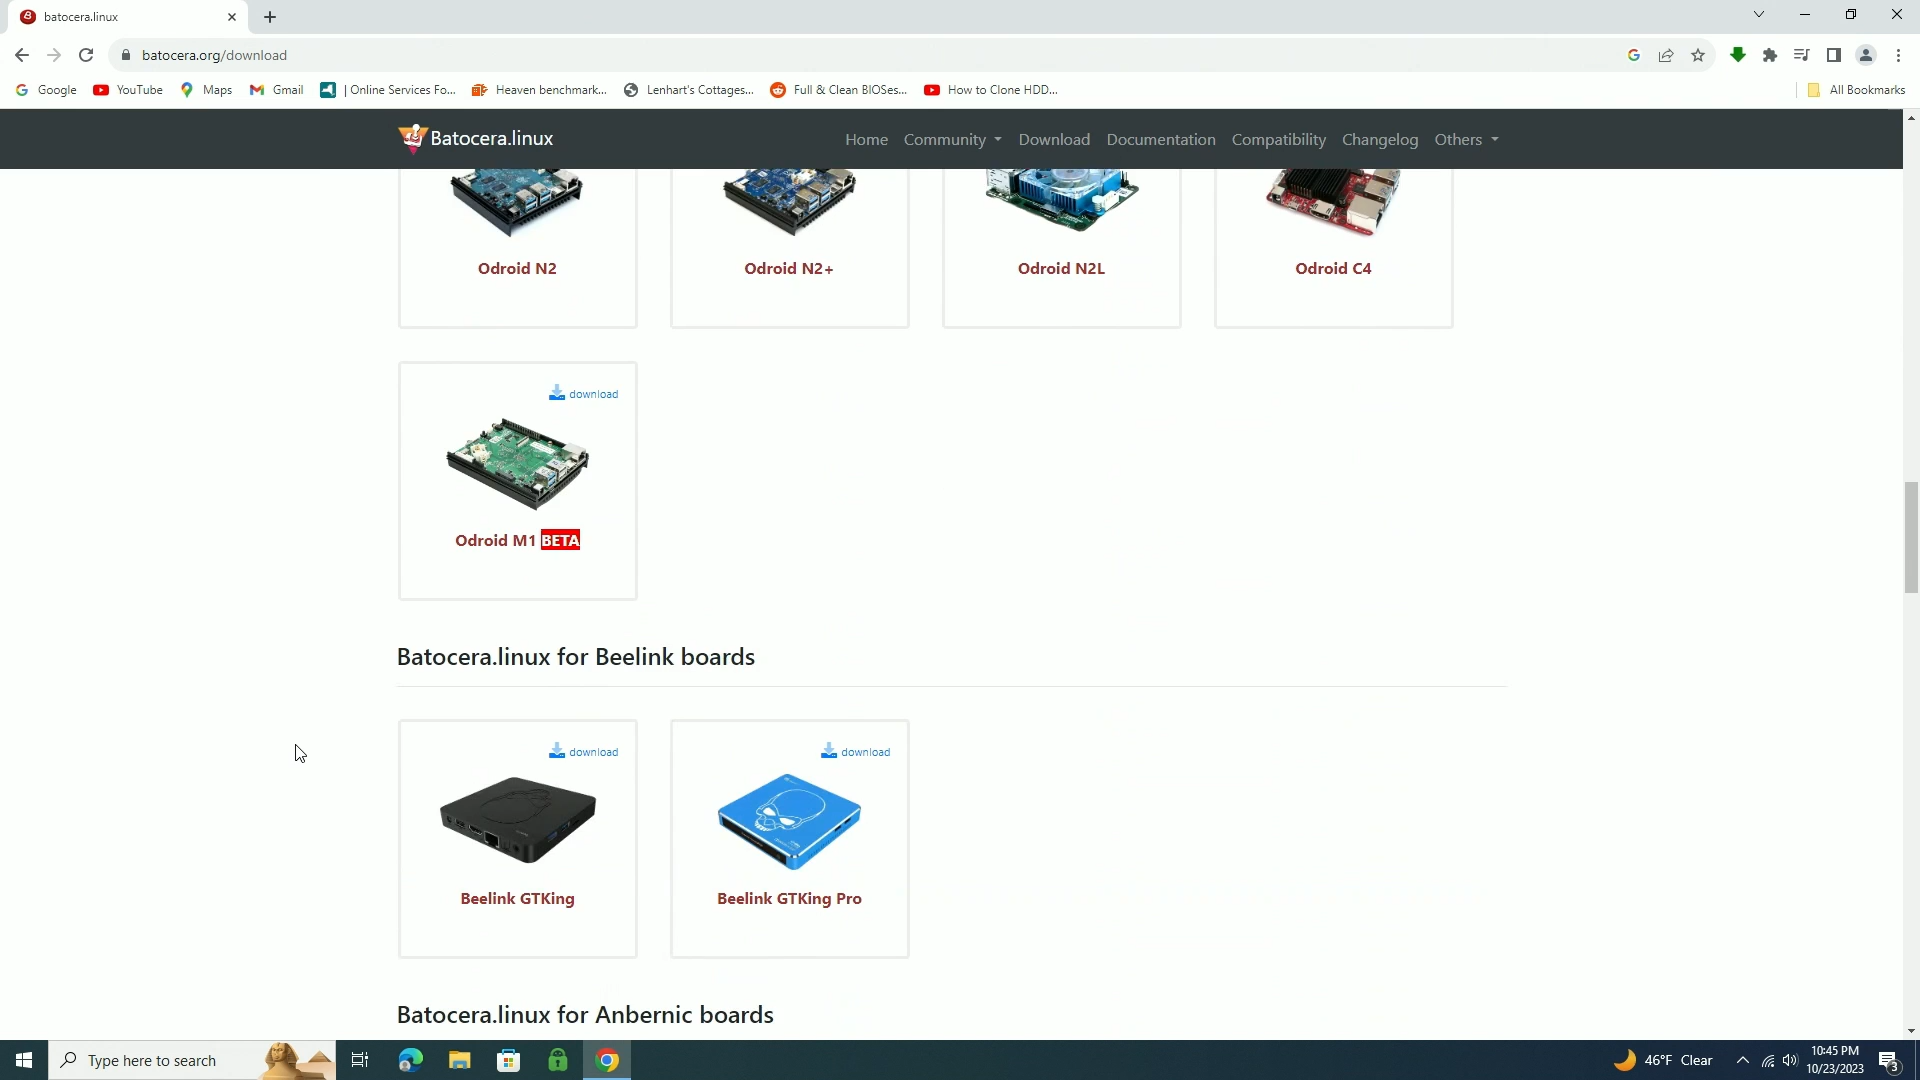 batocera.linux
batocera.org/download
Google YouTube Maps Gmail | Online Services Fo... Heaven benchmark... Lenhart's Cottages... Full & Clean BIOSes... How to Clone HDD... All Bookmarks
Batocera.linux Home Community Download Documentation Compatibility Changelog Others
Odroid N2 Odroid N2+ Odroid N2L Odroid C4
download
Odroid M1 BETA
Batocera.linux for Beelink boards
download download
Beelink GTKing Beelink GTKing Pro
Batocera.linux for Anbernic boards
Type here to search
46°F Clear
10:45 PM
10/23/2023
3